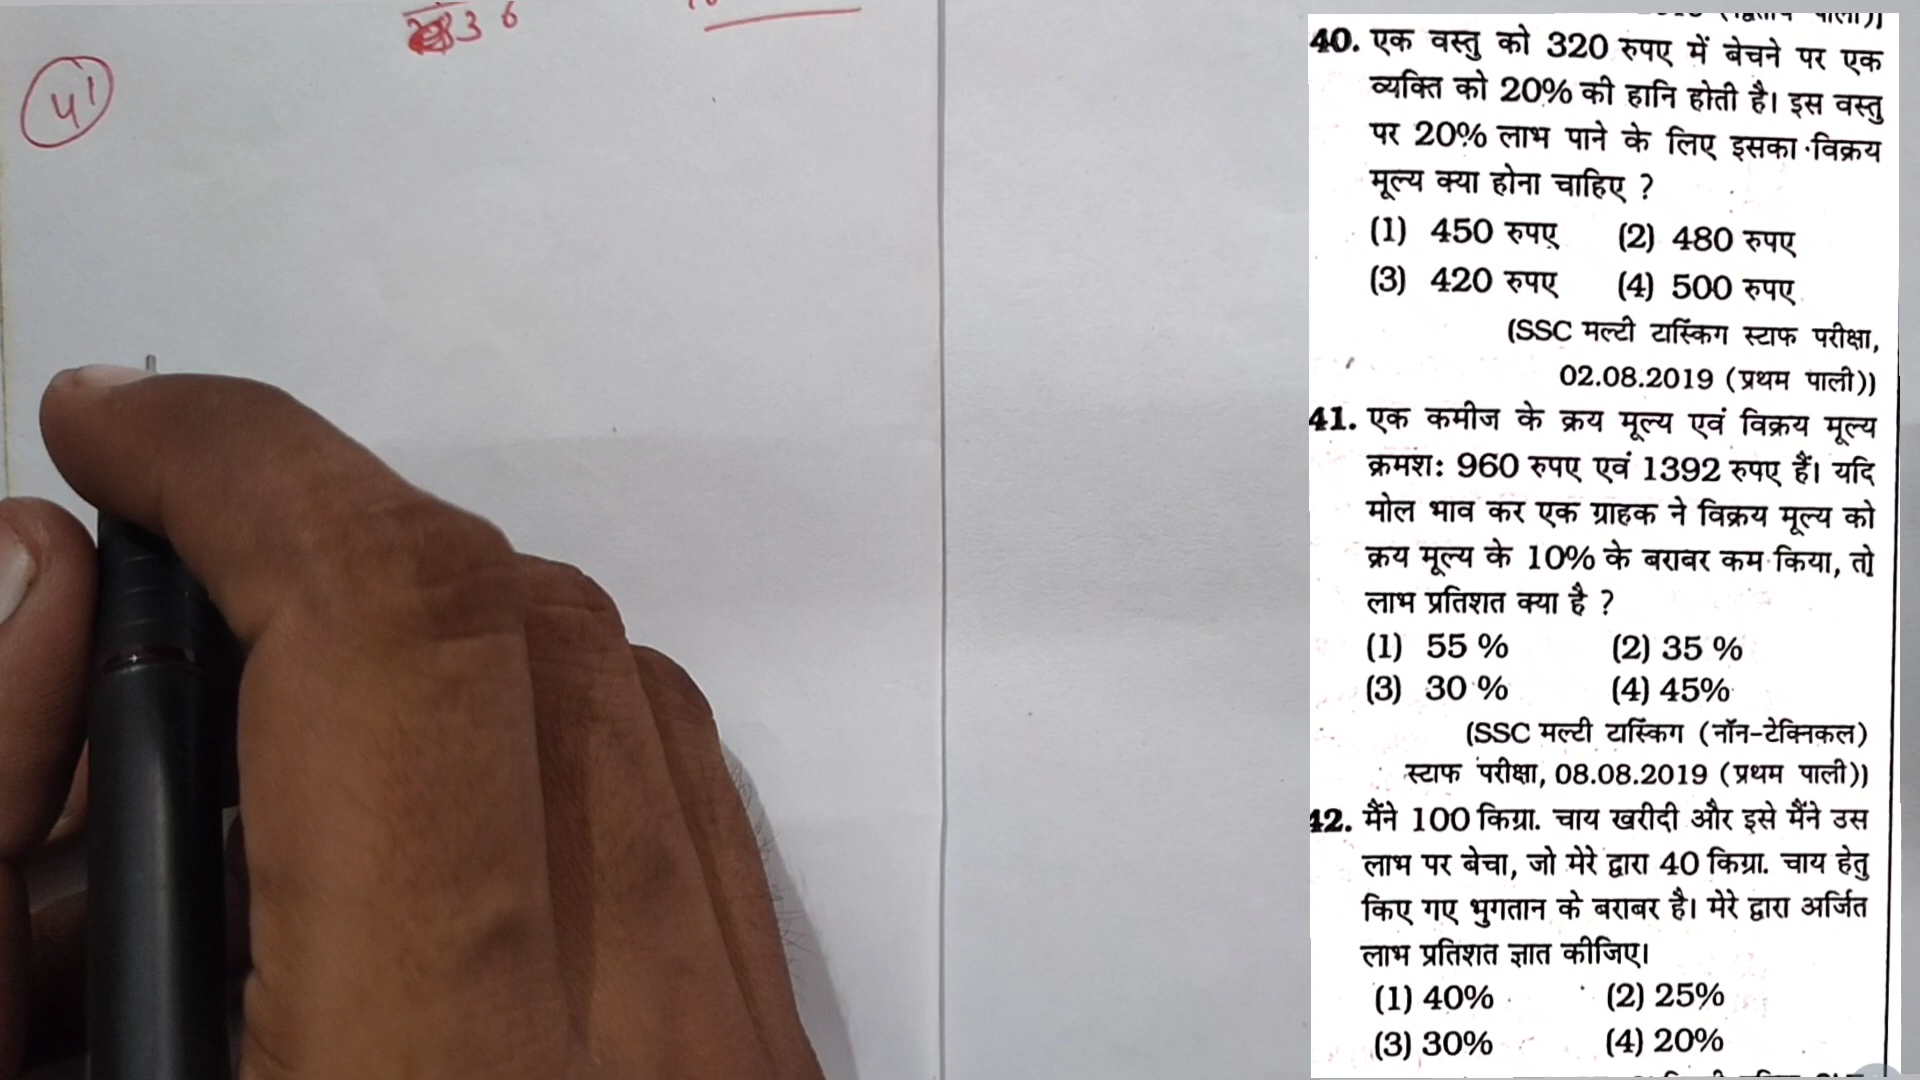 36
41
40. एक वस्तु को 320 रुपए में बेचने पर एक
व्यक्ति को 20% की हानि होती है। इस वस्तु
पर 20% लाभ पाने के लिए इसका विक्रय
मूल्य क्या होना चाहिए ?
(1) 450 रुपए (2) 480 रुपए
(3) 420 रुपए (4) 500 रुपए
(SSC मल्टी टास्किंग स्टाफ परीक्षा,
02.08.2019 (प्रथम पाली))
41. एक कमीज के क्रय मूल्य एवं विक्रय मूल्य
क्रमश: 960 रुपए एवं 1392 रुपए हैं। यदि
मोल भाव कर एक ग्राहक ने विक्रय मूल्य को
क्रय मूल्य के 10% के बराबर कम किया, तो
लाभ प्रतिशत क्या है ?
(1) 55 % (2) 35 %
(3) 30 % (4) 45%
(SSC मल्टी टास्किंग (नॉन-टेक्निकल)
स्टाफ परीक्षा, 08.08.2019 (प्रथम पाली))
42. मैंने 100 किग्रा. चाय खरीदी और इसे मैंने उस
लाभ पर बेचा, जो मेरे द्वारा 40 किग्रा. चाय हेतु
किए गए भुगतान के बराबर है। मेरे द्वारा अर्जित
लाभ प्रतिशत ज्ञात कीजिए।
(1) 40% (2) 25%
(3) 30% (4) 20%